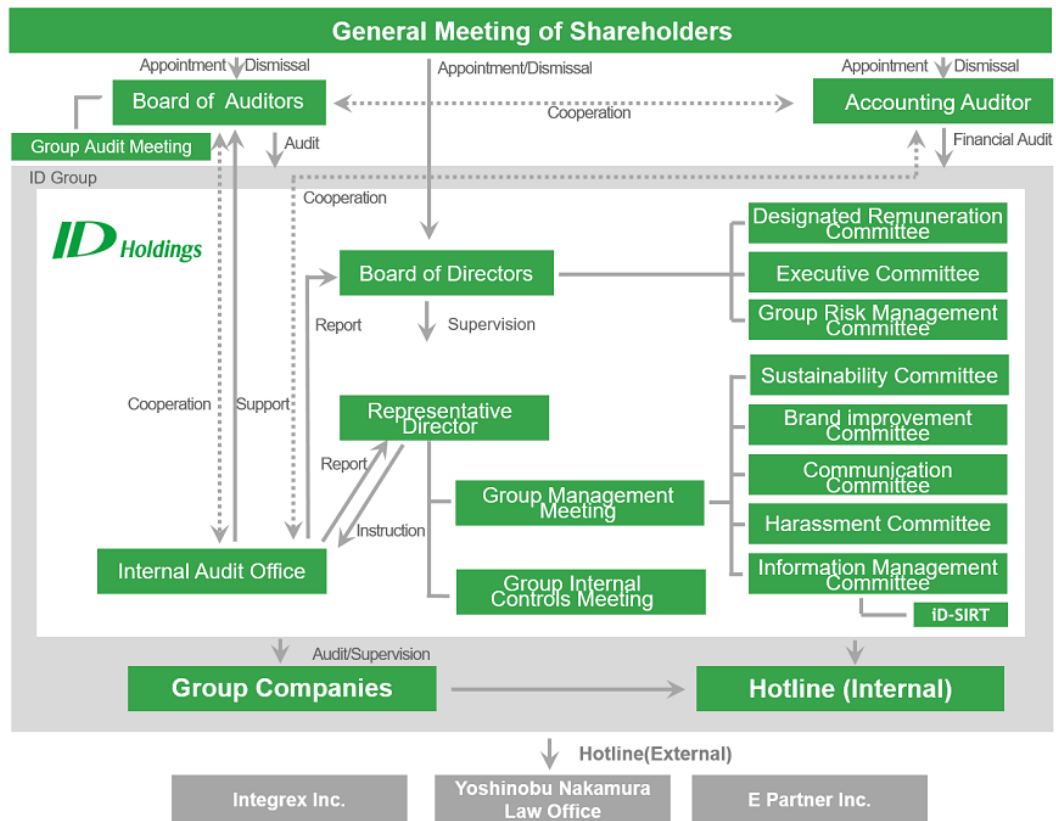 General Meeting of Shareholders
Appointment Dismissal
Appointment/Dismissal
Appointment Dismissal
Board of Auditors
Cooperation
Accounting Auditor
Group Audit Meeting
Audit
Financial Audit
ID Group
Cooperation
ID Holdings
Board of Directors
Designated Remuneration
Committee
Executive Committee
Group Risk Management
Committee
Report
Supervision
Cooperation
Support
Representative
Director
Report
Instruction
Sustainability Committee
Brand improvement
Committee
Communication
Committee
Group Management
Meeting
Harassment Committee
Internal Audit Office
Group Internal
Controls Meeting
Information Management
Committee
iD-SIRT
Audit/Supervision
Group Companies
Hotline (Internal)
Hotline(External)
Integrex Inc.
Yoshinobu Nakamura
Law Office
E Partner Inc.